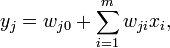 y_j = w_{j0} + \sum_{i=1}^{m} w_{ji} x_i,